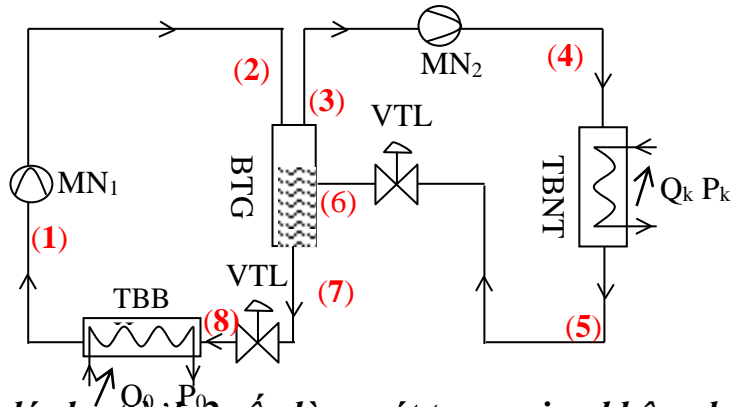 (2)
(3)
MN2
(4)
VTL
MN1
BTG
(6)
TBNT
Qk Pk
(1)
VTL
(7)
TBB
(8)
(5)
Q0 P0